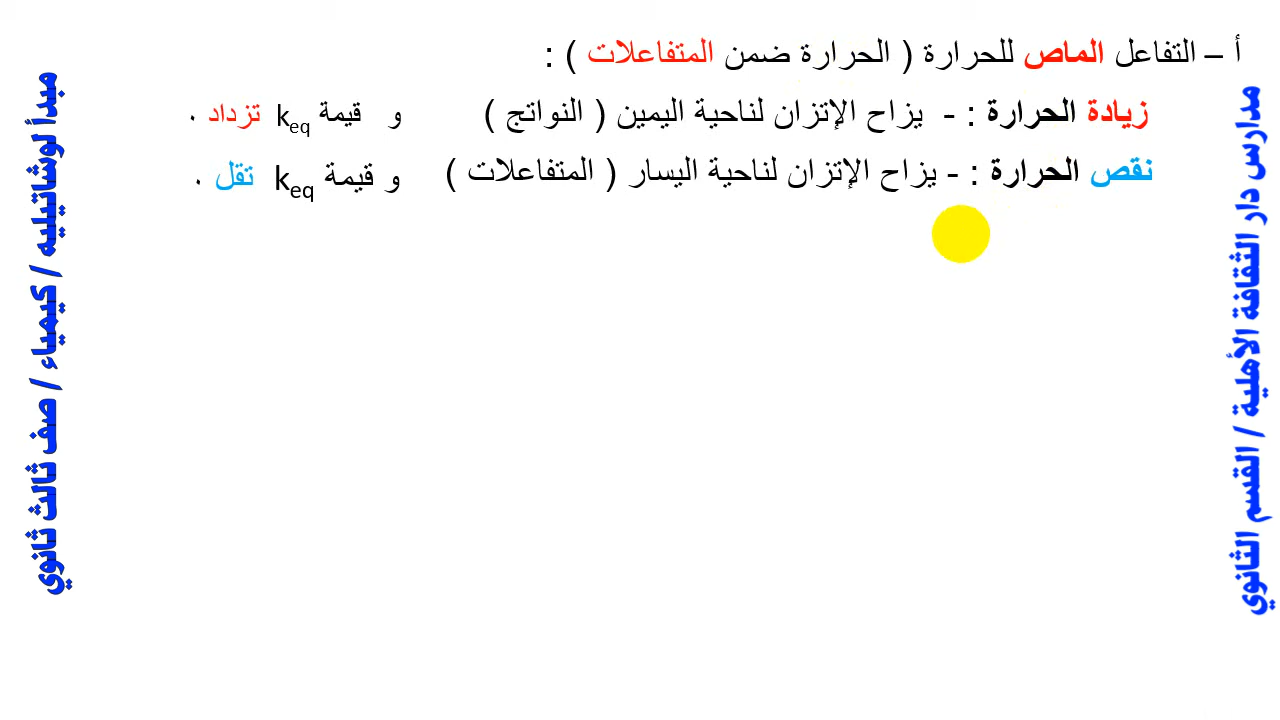 أ – التفاعل الماص للحرارة ( الحرارة ضمن المتفاعلات ) :
زيادة الحرارة : - يزاح الإتزان لناحية اليمين ( النواتج ) و قيمة keq تزداد ٠
نقص الحرارة : - يزاح الإتزان لناحية اليسار ( المتفاعلات ) و قيمة keq تقل ٠
مدارس دار الثقافة الأهلية / القسم الثانوي
مبدأ لوشاتيليه / كيمياء / صف ثالث ثانوي